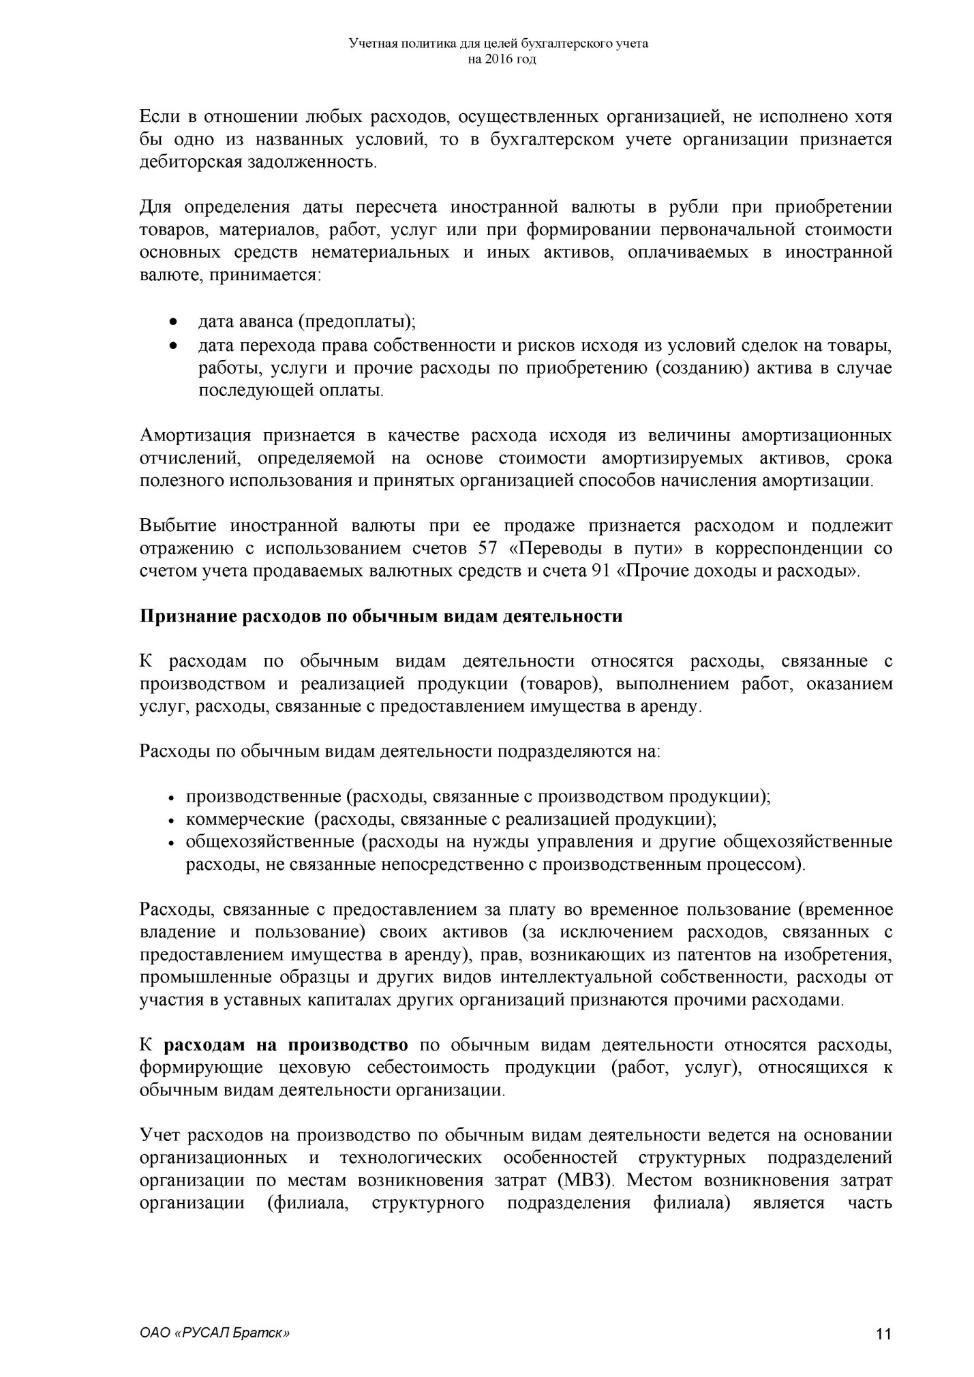 Учетная политика для целей бухгалтерского учета
на 2016 год
Если в отношении любых расходов, осуществленных организацией, не исполнено хотя
бы одно из названных условий, то в бухгалтерском учете организации признается
дебиторская задолженность.
Для определения даты пересчета иностранной валюты в рубли при приобретении
товаров, материалов, работ, услуг или при формировании первоначальной стоимости
основных средств нематериальных и иных активов, оплачиваемых в иностранной
валюте, принимается:
• дата аванса (предоплаты);
• дата перехода права собственности и рисков исходя из условий сделок на товары,
работы, услуги и прочие расходы по приобретению (созданию) актива в случае
последующей оплаты.
Амортизация признается в качестве расхода исходя из величины амортизационных
отчислений, определяемой на основе стоимости амортизируемых активов, срока
полезного использования и принятых организацией способов начисления амортизации.
Выбытие иностранной валюты при ее продаже признается расходом и подлежит
отражению с использованием счетов 57 «Переводы в пути» в корреспонденции со
счетом учета продаваемых валютных средств и счета 91 «Прочие доходы и расходы».
Признание расходов по обычным видам деятельности
К расходам по обычным видам деятельности относятся расходы, связанные с
производством и реализацией продукции (товаров), выполнением работ, оказанием
услуг, расходы, связанные с предоставлением имущества в аренду.
Расходы по обычным видам деятельности подразделяются на:
• производственные (расходы, связанные с производством продукции);
• коммерческие (расходы, связанные с реализацией продукции);
• общехозяйственные (расходы на нужды управления и другие общехозяйственные
расходы, не связанные непосредственно с производственным процессом).
Расходы, связанные с предоставлением за плату во временное пользование (временное
владение и пользование) своих активов (за исключением расходов, связанных с
предоставлением имущества в аренду), прав, возникающих из патентов на изобретения,
промышленные образцы и других видов интеллектуальной собственности, расходы от
участия в уставных капиталах других организаций признаются прочими расходами.
К расходам на производство по обычным видам деятельности относятся расходы,
формирующие цеховую себестоимость продукции (работ, услуг), относящихся к
обычным видам деятельности организации.
Учет расходов на производство по обычным видам деятельности ведется на основании
организационных и технологических особенностей структурных подразделений
организации по местам возникновения затрат (МВЗ). Местом возникновения затрат
организации (филиала, структурного подразделения филиала) является часть
ОАО «РУСАЛ Братск»
11